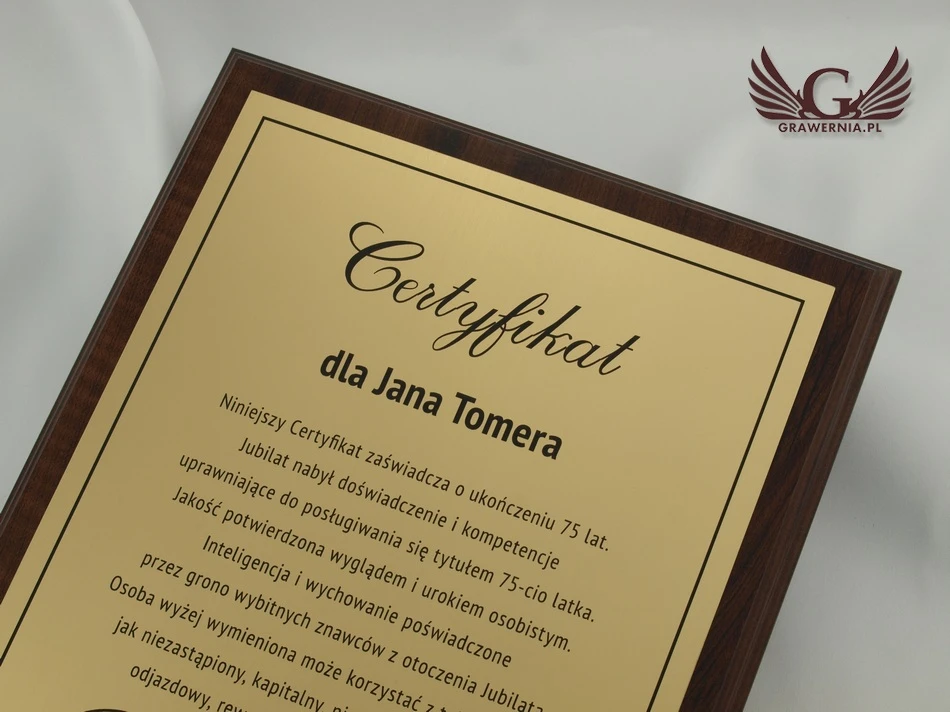 G
GRAWERNIA.PL
Certyfikat
dla Jana Tomera
Niniejszy Certyfikat zaświadcza o ukończeniu 75 lat.
Jubilat nabył doświadczenie i kompetencje
uprawniające do posługiwania się tytułem 75-cio latka.
Jakość potwierdzona wyglądem i urokiem osobistym.
Inteligencja i wychowanie poświadczone
przez grono wybitnych znawców z otoczenia Jubilata
Osoba wyżej wymieniona może korzystać z
jak niezastąpiony, kapitalny,
odjazdowy,